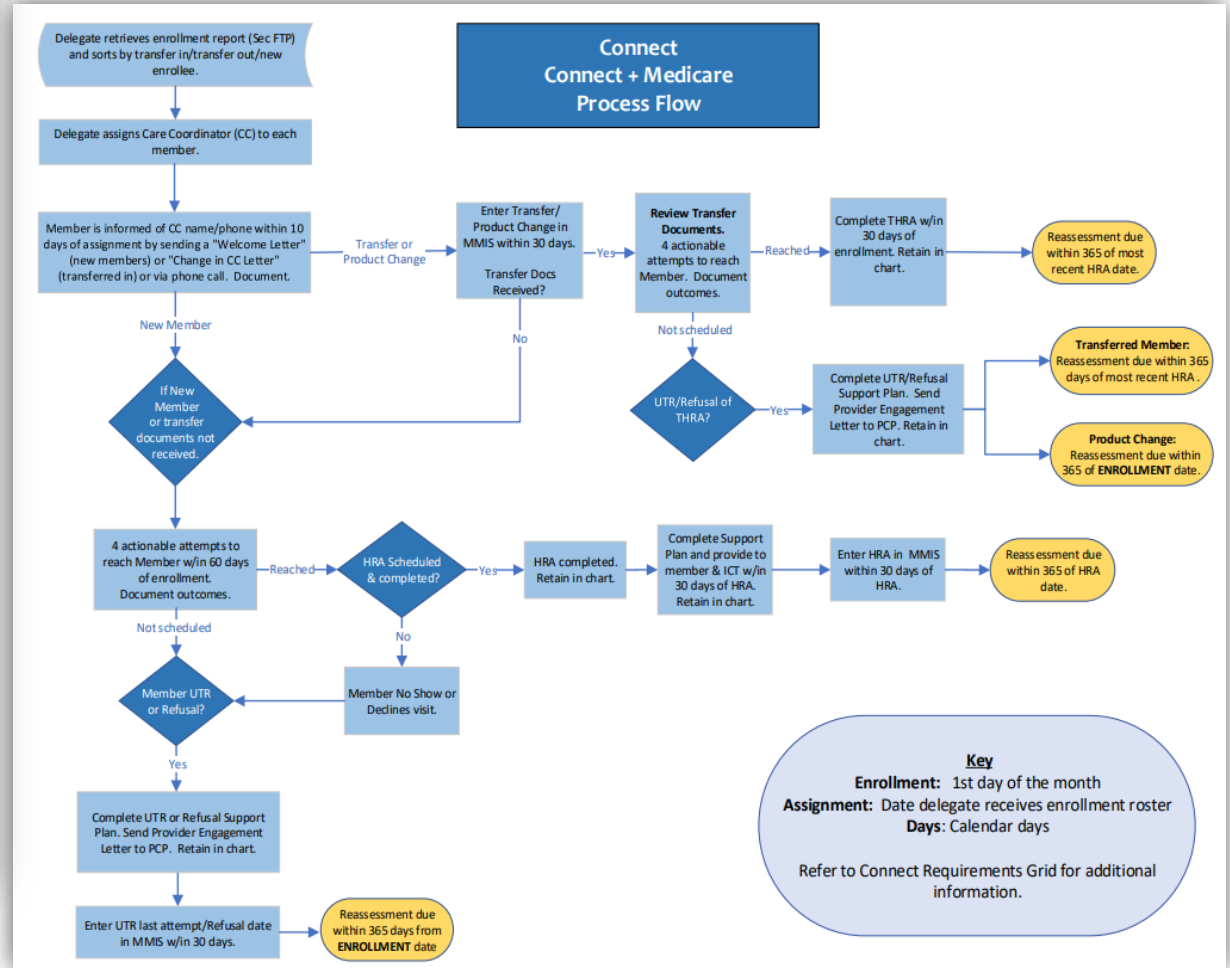 Delegate retrieves enrollment report (Sec FTP)
and sorts by transfer in/transfer out/new
enrollee.
Connect
Connect + Medicare
Process Flow
Delegate assigns Care Coordinator (CC) to each
member.
Member is informed of CC name/phone within 10
days of assignment by sending a "Welcome Letter"
(new members) or "Change in CC Letter"
(transferred in) or via phone call. Document.
Transfer or
Product Change
Enter Transfer/
Product Change in
MMIS within 30 days.
Transfer Docs
Received?
Yes
Review Transfer
Documents.
4 actionable
attempts to reach
Member. Document
outcomes.
Reached
Complete THRA w/in
30 days of
enrollment. Retain in
chart.
Reassessment due
within 365 of most
recent HRA date.
New Member
No
Not scheduled
If New
Member
or transfer
documents not
received.
UTR/Refusal of
THRA?
Yes
Complete UTR/Refusal
Support Plan. Send
Provider Engagement
Letter to PCP. Retain in
chart.
Transferred Member:
Reassessment due within 365
days of most recent HRA .
Product Change:
Reassessment due within
365 of ENROLLMENT date.
4 actionable attempts to
reach Member w/in 60 days
of enrollment.
Document outcomes.
Reached
HRA Scheduled
& completed?
Yes
HRA completed.
Retain in chart.
Complete Support
Plan and provide to
member & ICT w/in
30 days of HRA.
Retain in chart.
Enter HRA in MMIS
within 30 days of
HRA.
Reassessment due
within 365 of HRA
date.
Not scheduled
No
Member UTR
or Refusal?
Member No Show or
Declines visit.
Yes
Complete UTR or Refusal Support
Plan. Send Provider Engagement
Letter to PCP. Retain in chart.
Enter UTR last attempt/Refusal date
in MMIS w/in 30 days.
Reassessment due
within 365 days from
ENROLLMENT date
Key
Enrollment: 1st day of the month
Assignment: Date delegate receives enrollment roster
Days: Calendar days
Refer to Connect Requirements Grid for additional
information.